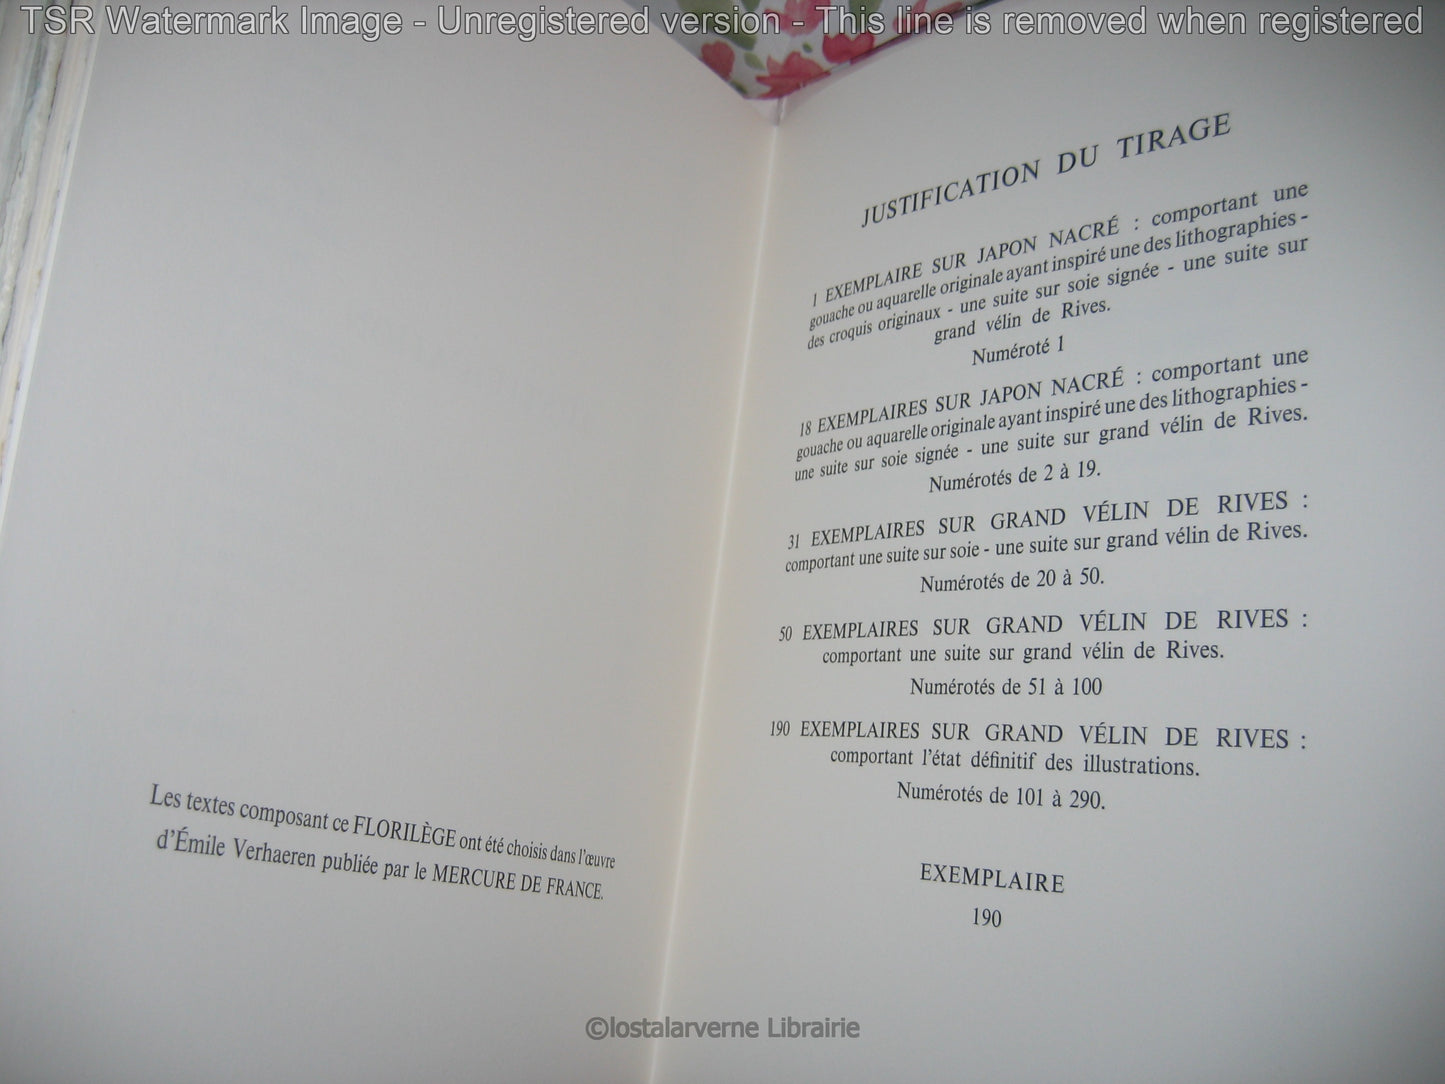 TSR Watermark Image - Unregistered version - This line is removed when registered
Les textes composant ce FLORILÈGE ont été choisis dans l'œuvre
d'Émile Verhaeren publiée par le MERCURE DE FRANCE.
JUSTIFICATION DU TIRAGE
1 EXEMPLAIRE SUR JAPON NACRÉ : comportant une
gouache ou aquarelle originale ayant inspiré une des lithographies -
des croquis originaux - une suite sur soie signée - une suite sur
grand vélin de Rives.
Numéroté 1
18 EXEMPLAIRES SUR JAPON NACRÉ : comportant une
gouache ou aquarelle originale ayant inspiré une des lithographies -
une suite sur soie signée - une suite sur grand vélin de Rives.
Numérotés de 2 à 19.
31 EXEMPLAIRES SUR GRAND VÉLIN DE RIVES :
comportant une suite sur soie - une suite sur grand vélin de Rives.
Numérotés de 20 à 50.
50 EXEMPLAIRES SUR GRAND VÉLIN DE RIVES :
comportant une suite sur grand vélin de Rives.
Numérotés de 51 à 100
190 EXEMPLAIRES SUR GRAND VÉLIN DE RIVES :
comportant l'état définitif des illustrations.
Numérotés de 101 à 290.
EXEMPLAIRE
190
©lostalarverne Librairie